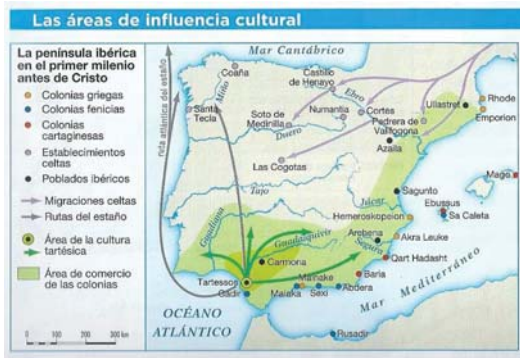 Las áreas de influencia cultural
La península ibérica
en el primer milenio
antes de Cristo
Colonias griegas
Colonias fenicias
Colonias
cartaginesas
Establecimientos
celtas
Poblados ibéricos
Migraciones celtas
Rutas del estaño
Área de la cultura
tartésica
Área de comercio
de las colonias
0 100 200 300 km
Mar Cantábrico
Coaña
Castillo
de Henayo
Miño
Ebro
ruta atlántica del estaño
Santa
Tecla
Soto de
Medinilla
Numantia
Cortes
Ullastret
Rhode
Emporion
Duero
Pedrera de
Vallfogona
Azaila
Las Cogotas
Tajo
Sagunto
Mago
Júcar
Ebussus
Sa Caleta
Hemeroskopeion
Guadiana
Guadalquivir
Segura
Arebena
Akra Leuke
Carmona
Qart Hadasht
Tartessos
Mainake
Baria
Gadir
Malaka
Sexi
Abdera
Mar Mediterráneo
OCÉANO
ATLÁNTICO
Rusadir